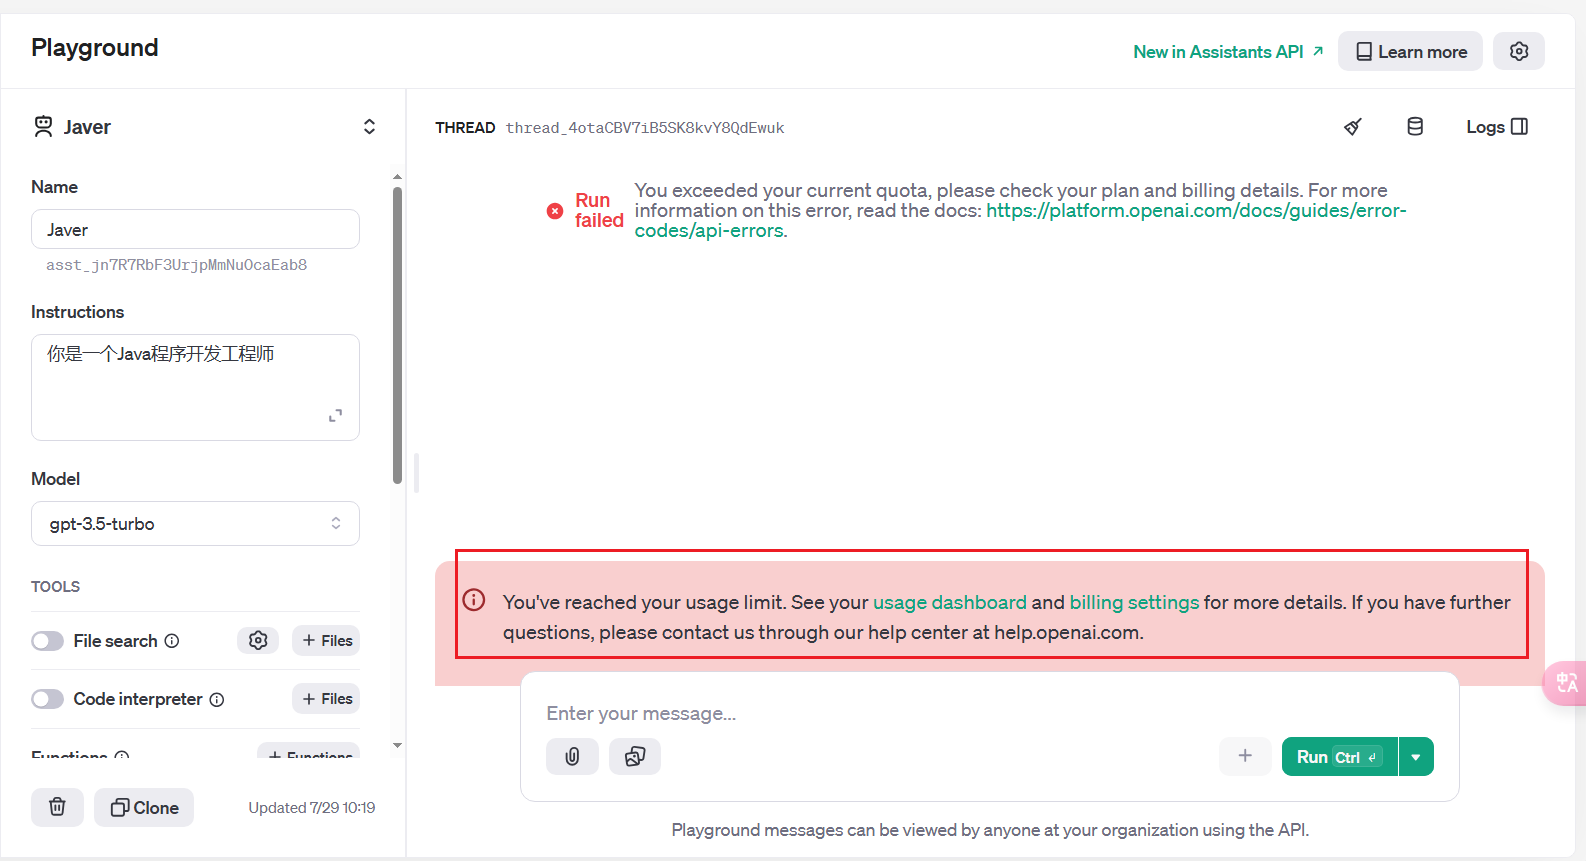 Playground
New in Assistants API
Learn more
Javer
Name
Javer
asst_jn7R7RbF3UrjpMmNuOcaEab8
Instructions
你是一个Java程序开发工程师
Model
gpt-3.5-turbo
TOOLS
File search
+ Files
Code interpreter
+ Files
Functions
+ Functions
Clone
Updated 7/29 10:19
THREAD thread_4otaCBV7iB5SK8kvY8QdEwuk
Logs
Run
failed
You exceeded your current quota, please check your plan and billing details. For more
information on this error, read the docs: https://platform.openai.com/docs/guides/error-
codes/api-errors.
You've reached your usage limit. See your usage dashboard and billing settings for more details. If you have further
questions, please contact us through our help center at help.openai.com.
Enter your message...
Run Ctrl ↲
Playground messages can be viewed by anyone at your organization using the API.
中
A